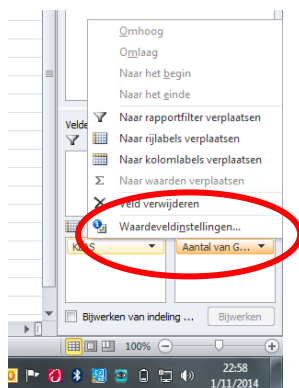 Omhoog
Omlaag
Naar het begin
Naar het einde
Velde
Naar rapportfilter verplaatsen
Naar rijlabels verplaatsen
Naar kolomlabels verplaatsen
Σ Naar waarden verplaatsen
Veld verwijderen
Waardeveldinstellingen...
KLAS
Aantal van G...
Bijwerken van indeling ...
Bijwerken
100%
22:58
1/11/2014